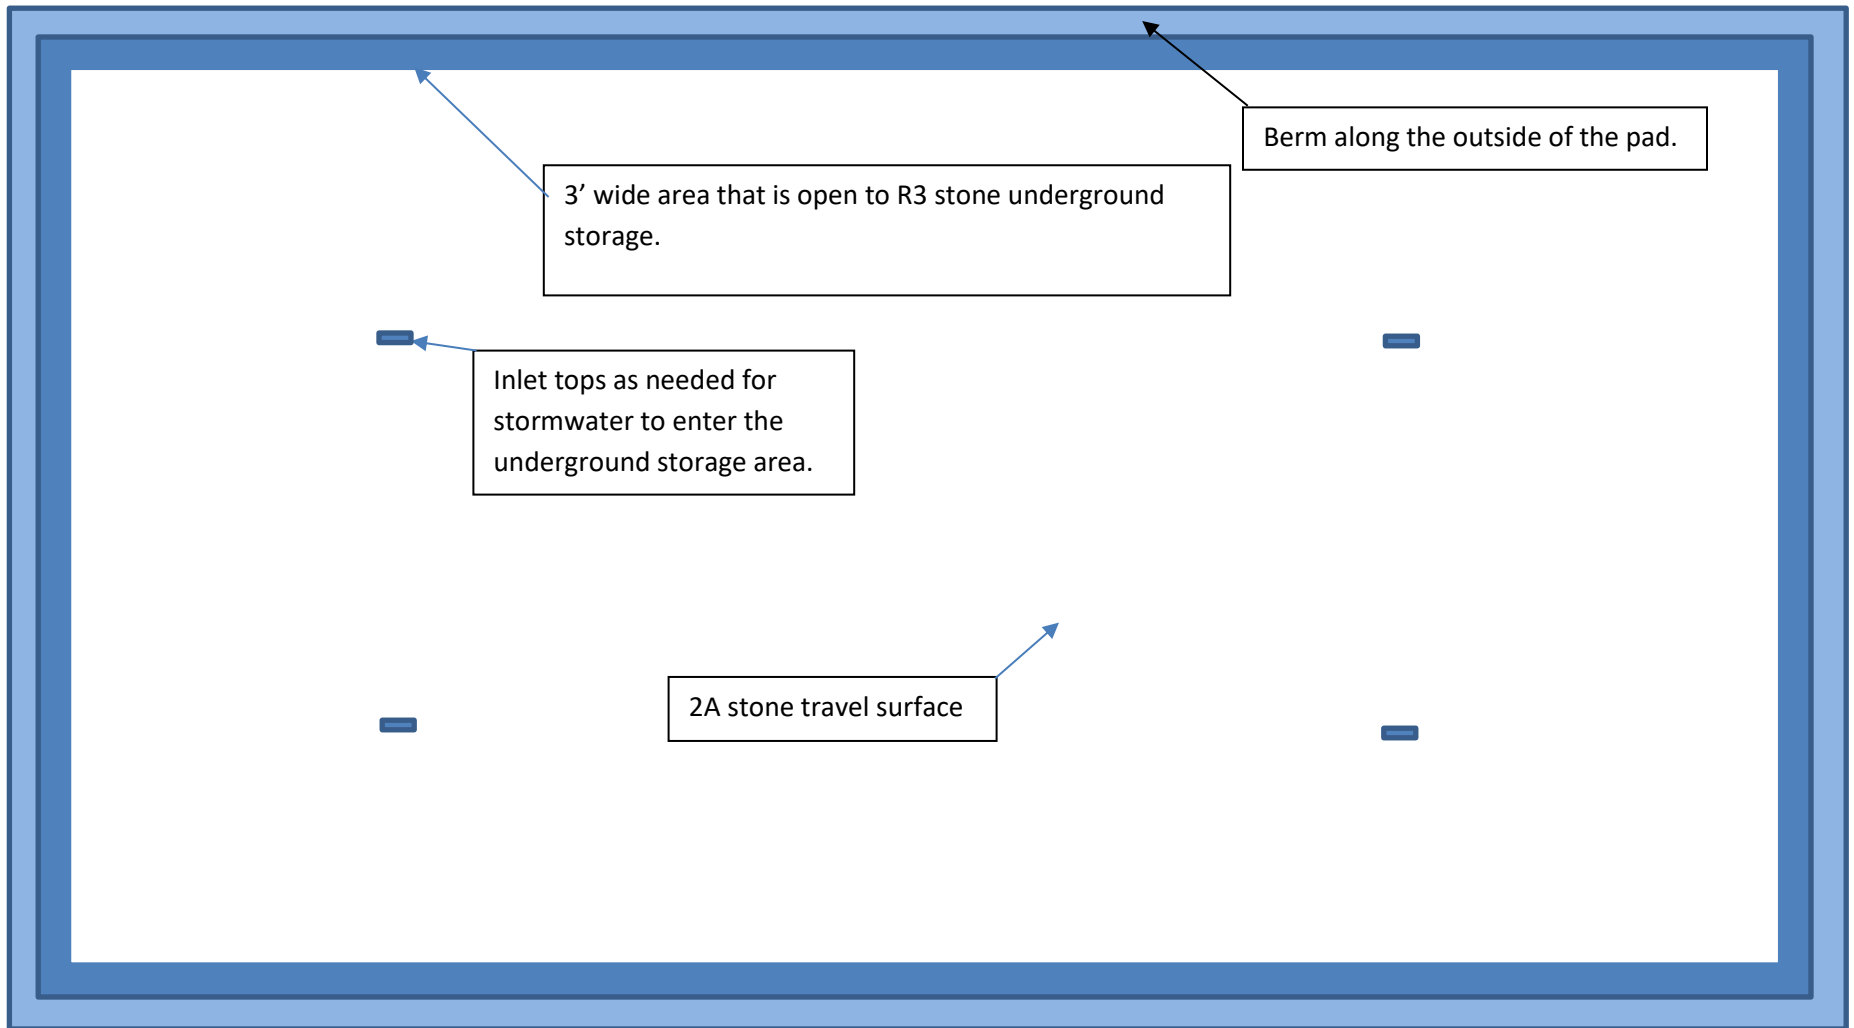 Berm along the outside of the pad.
3’ wide area that is open to R3 stone underground
storage.
Inlet tops as needed for
stormwater to enter the
underground storage area.
2A stone travel surface